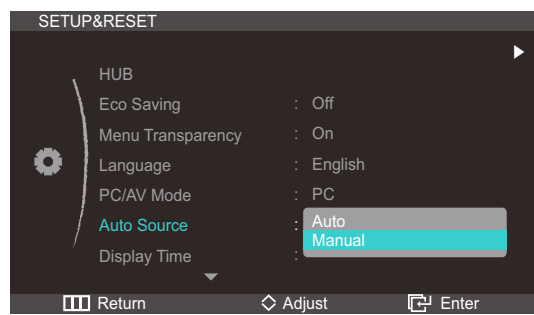 SETUP&RESET
HUB
Eco Saving : Off
Menu Transparency : On
Language : English
PC/AV Mode : PC
Auto Source : Auto
Manual
Display Time :
Return Adjust Enter